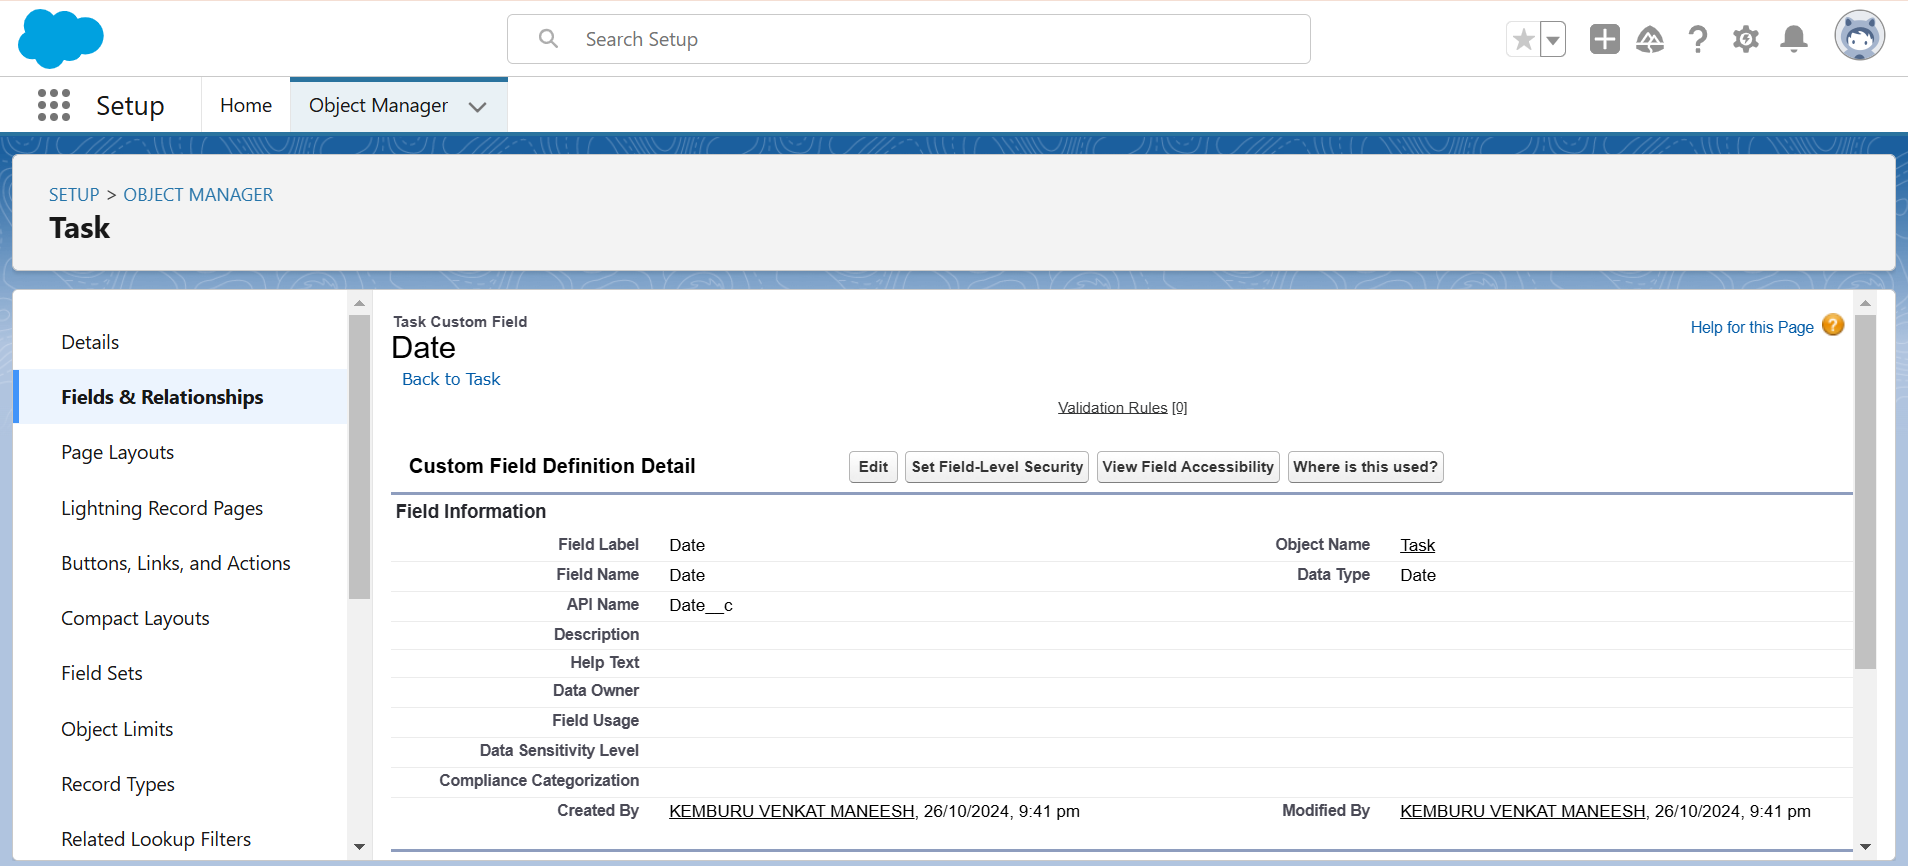 Search Setup
Setup
Home
Object Manager
SETUP > OBJECT MANAGER
Task
Details
Fields & Relationships
Page Layouts
Lightning Record Pages
Buttons, Links, and Actions
Compact Layouts
Field Sets
Object Limits
Record Types
Related Lookup Filters
Task Custom Field
Date
Back to Task
Help for this Page ?
Validation Rules [0]
Custom Field Definition Detail
Edit
Set Field-Level Security
View Field Accessibility
Where is this used?
Field Information
Field Label Date Object Name Task
Field Name Date Data Type Date
API Name Date__c
Description
Help Text
Data Owner
Field Usage
Data Sensitivity Level
Compliance Categorization
Created By KEMBURU VENKAT MANEESH, 26/10/2024, 9:41 pm Modified By KEMBURU VENKAT MANEESH, 26/10/2024, 9:41 pm